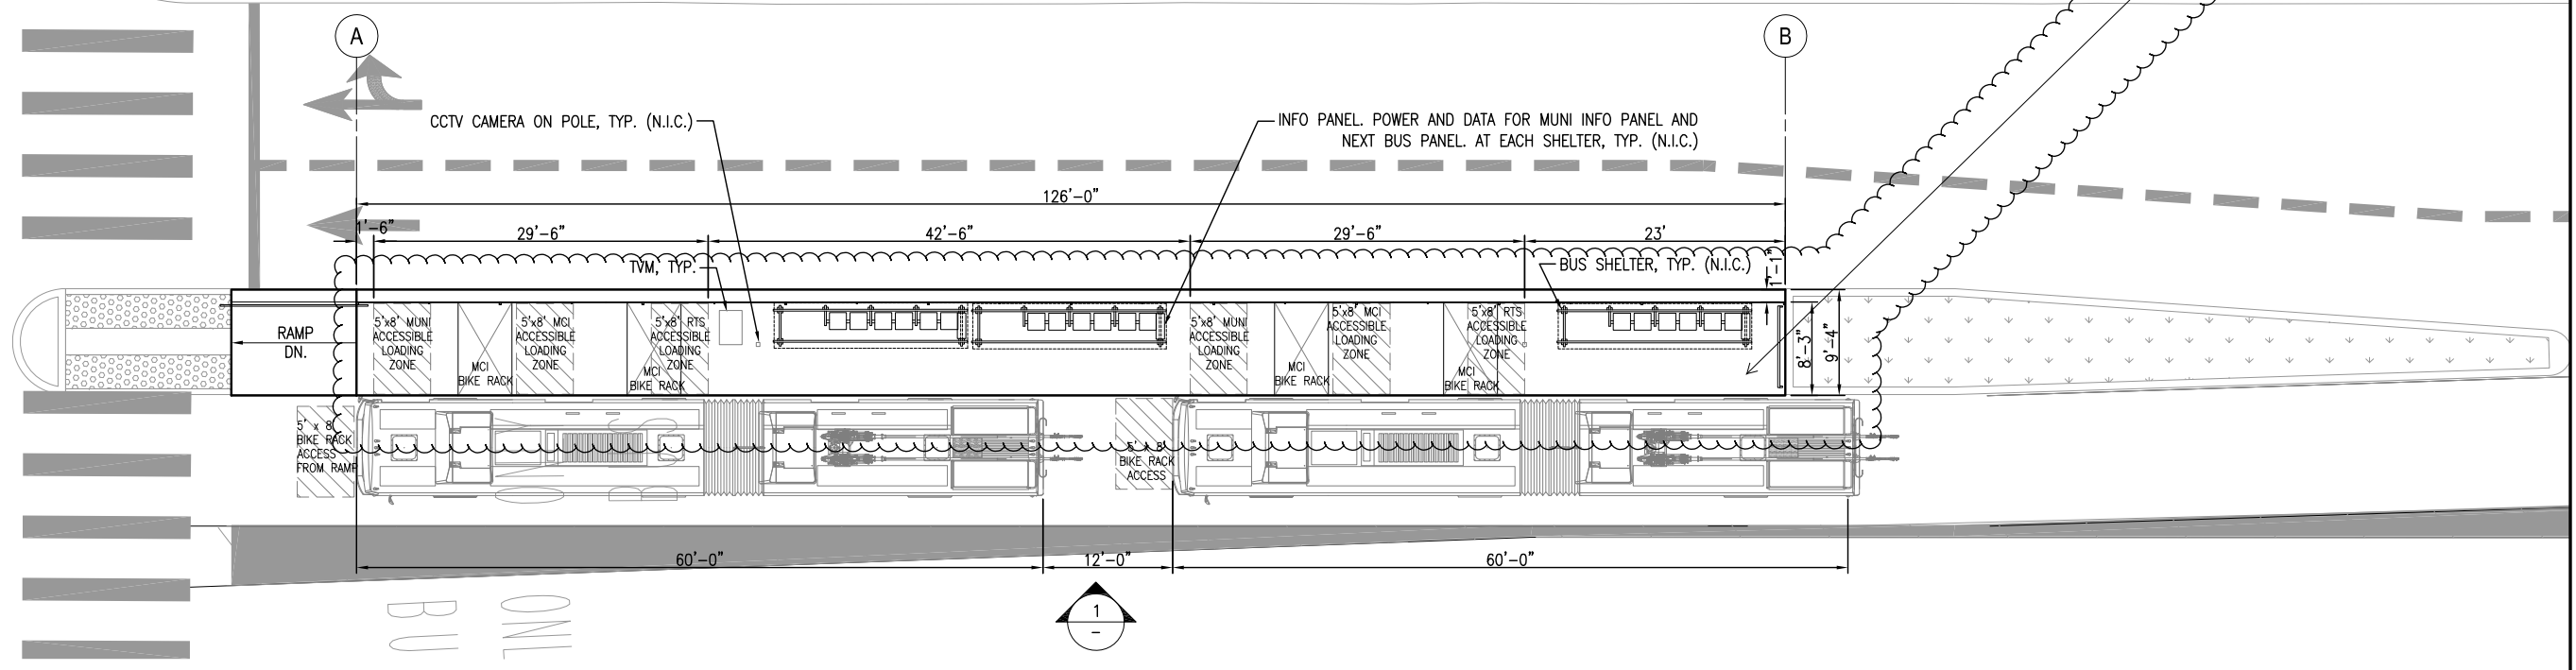 A
B
CCTV CAMERA ON POLE, TYP. (N.I.C.)
INFO PANEL. POWER AND DATA FOR MUNI INFO PANEL AND
NEXT BUS PANEL. AT EACH SHELTER, TYP. (N.I.C.)
126'-0"
1'-6"
29'-6"
42'-6"
29'-6"
23'
TVM, TYP.
BUS SHELTER, TYP. (N.I.C.)
1'-1"
RAMP
DN.
5'x8' MUNI
ACCESSIBLE
LOADING
ZONE
MCI
BIKE RACK
5'x8' MCI
ACCESSIBLE
LOADING
ZONE
5'x8' RTS
ACCESSIBLE
LOADING
ZONE
MCI
BIKE RACK
5'x8' MUNI
ACCESSIBLE
LOADING
ZONE
MCI
BIKE RACK
5'x8' MCI
ACCESSIBLE
LOADING
ZONE
5'x8' RTS
ACCESSIBLE
LOADING
ZONE
MCI
BIKE RACK
8'-3"
9'-4"
5' x 8'
BIKE RACK
ACCESS
FROM RAMP
5' x 8'
BIKE RACK
ACCESS
60'-0"
12'-0"
60'-0"
1
-
BU
ONL